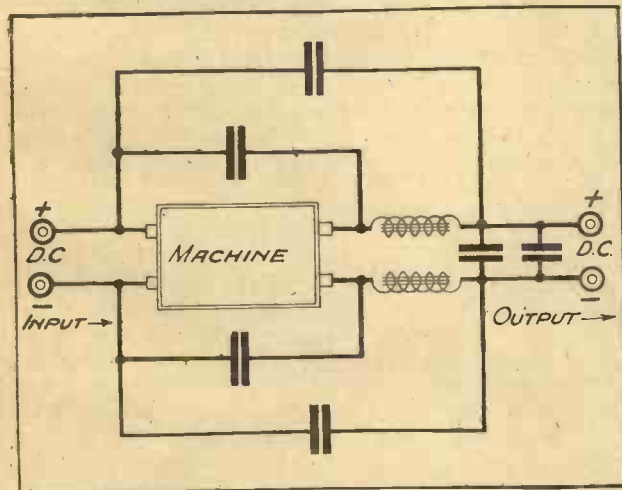 +
D.C
−
INPUT→
MACHINE
+
D.C.
−
OUTPUT→